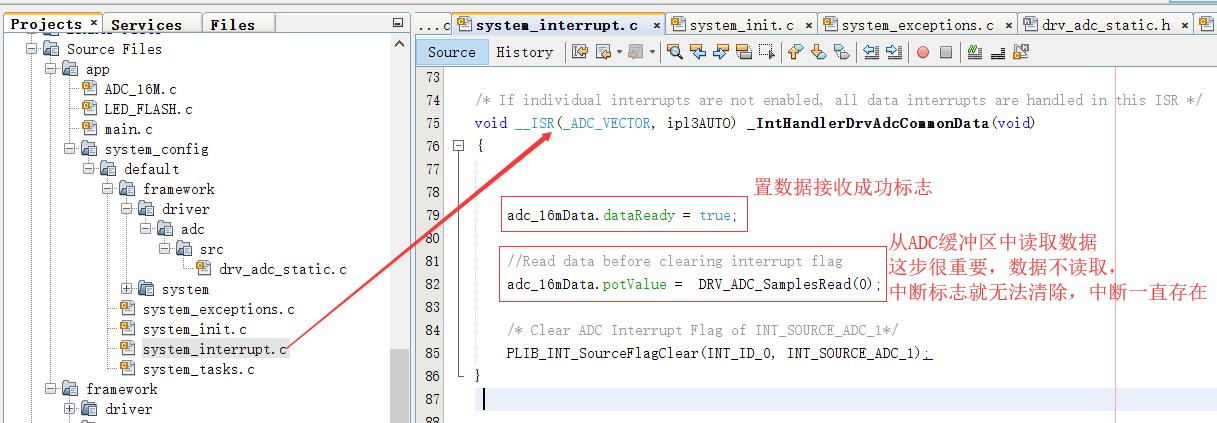 Projects × Services Files
Source Files
app
ADC_16M.c
LED_FLASH.c
main.c
system_config
default
framework
driver
adc
src
drv_adc_static.c
system
system_exceptions.c
system_init.c
system_interrupt.c
system_tasks.c
framework
driver
...c system_interrupt.c × system_init.c × system_exceptions.c × drv_adc_static.h ×
Source History
73
74 /* If individual interrupts are not enabled, all data interrupts are handled in this ISR */
75 void __ISR(_ADC_VECTOR, ipl3AUTO) _IntHandlerDrvAdcCommonData(void)
76 {
77
78
置数据接收成功标志
79 adc_16mData.dataReady = true;
80
从ADC缓冲区中读取数据
81 //Read data before clearing interrupt flag
这步很重要，数据不读取，
82 adc_16mData.potValue = DRV_ADC_SamplesRead(0);
中断标志就无法清除，中断一直存在
83
84 /* Clear ADC Interrupt Flag of INT_SOURCE_ADC_1*/
85 PLIB_INT_SourceFlagClear(INT_ID_0, INT_SOURCE_ADC_1);
86 }
87